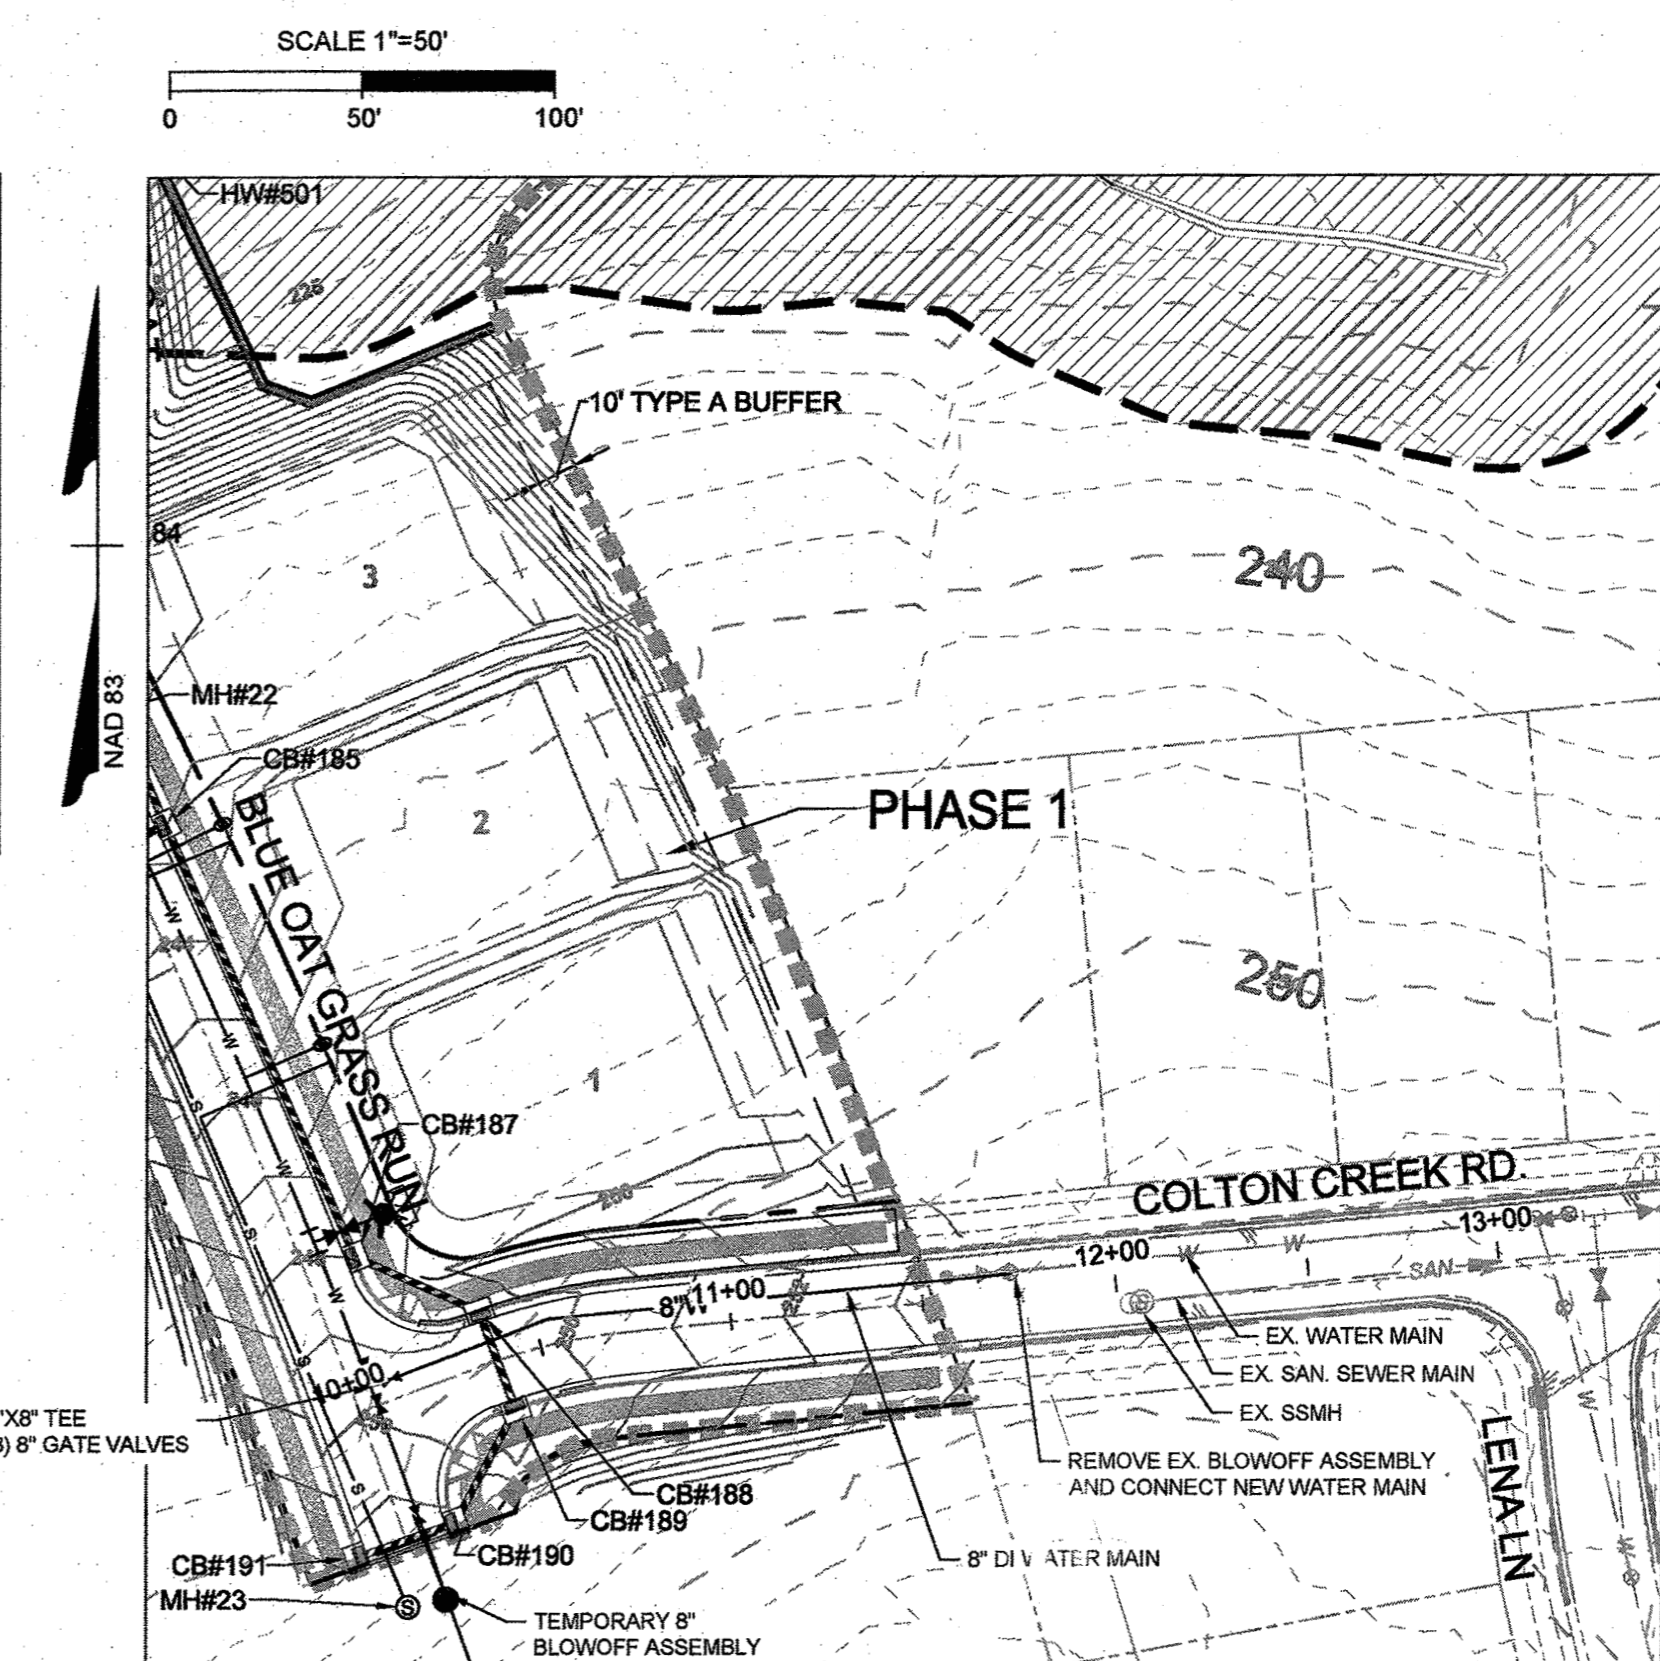 SCALE 1"=50'
0 50' 100'
HW#501
225
10' TYPE A BUFFER
84
3
240
NAD 83
MH#22
CB#185
BLUE OAT GRASS RUN
2
PHASE 1
W
250
W
1
S
CB#187
W
250
COLTON CREEK RD.
13+00
12+00
W
W
SAN
S
8"W
11+00
W
EX. WATER MAIN
EX. SAN. SEWER MAIN
EX. SSMH
S
10+00
"X8" TEE
) 8" GATE VALVES
W
REMOVE EX. BLOWOFF ASSEMBLY
AND CONNECT NEW WATER MAIN
LENA LN
S
CB#188
CB#189
CB#190
CB#191
8" DI WATER MAIN
W
MH#23
S
TEMPORARY 8"
BLOWOFF ASSEMBLY